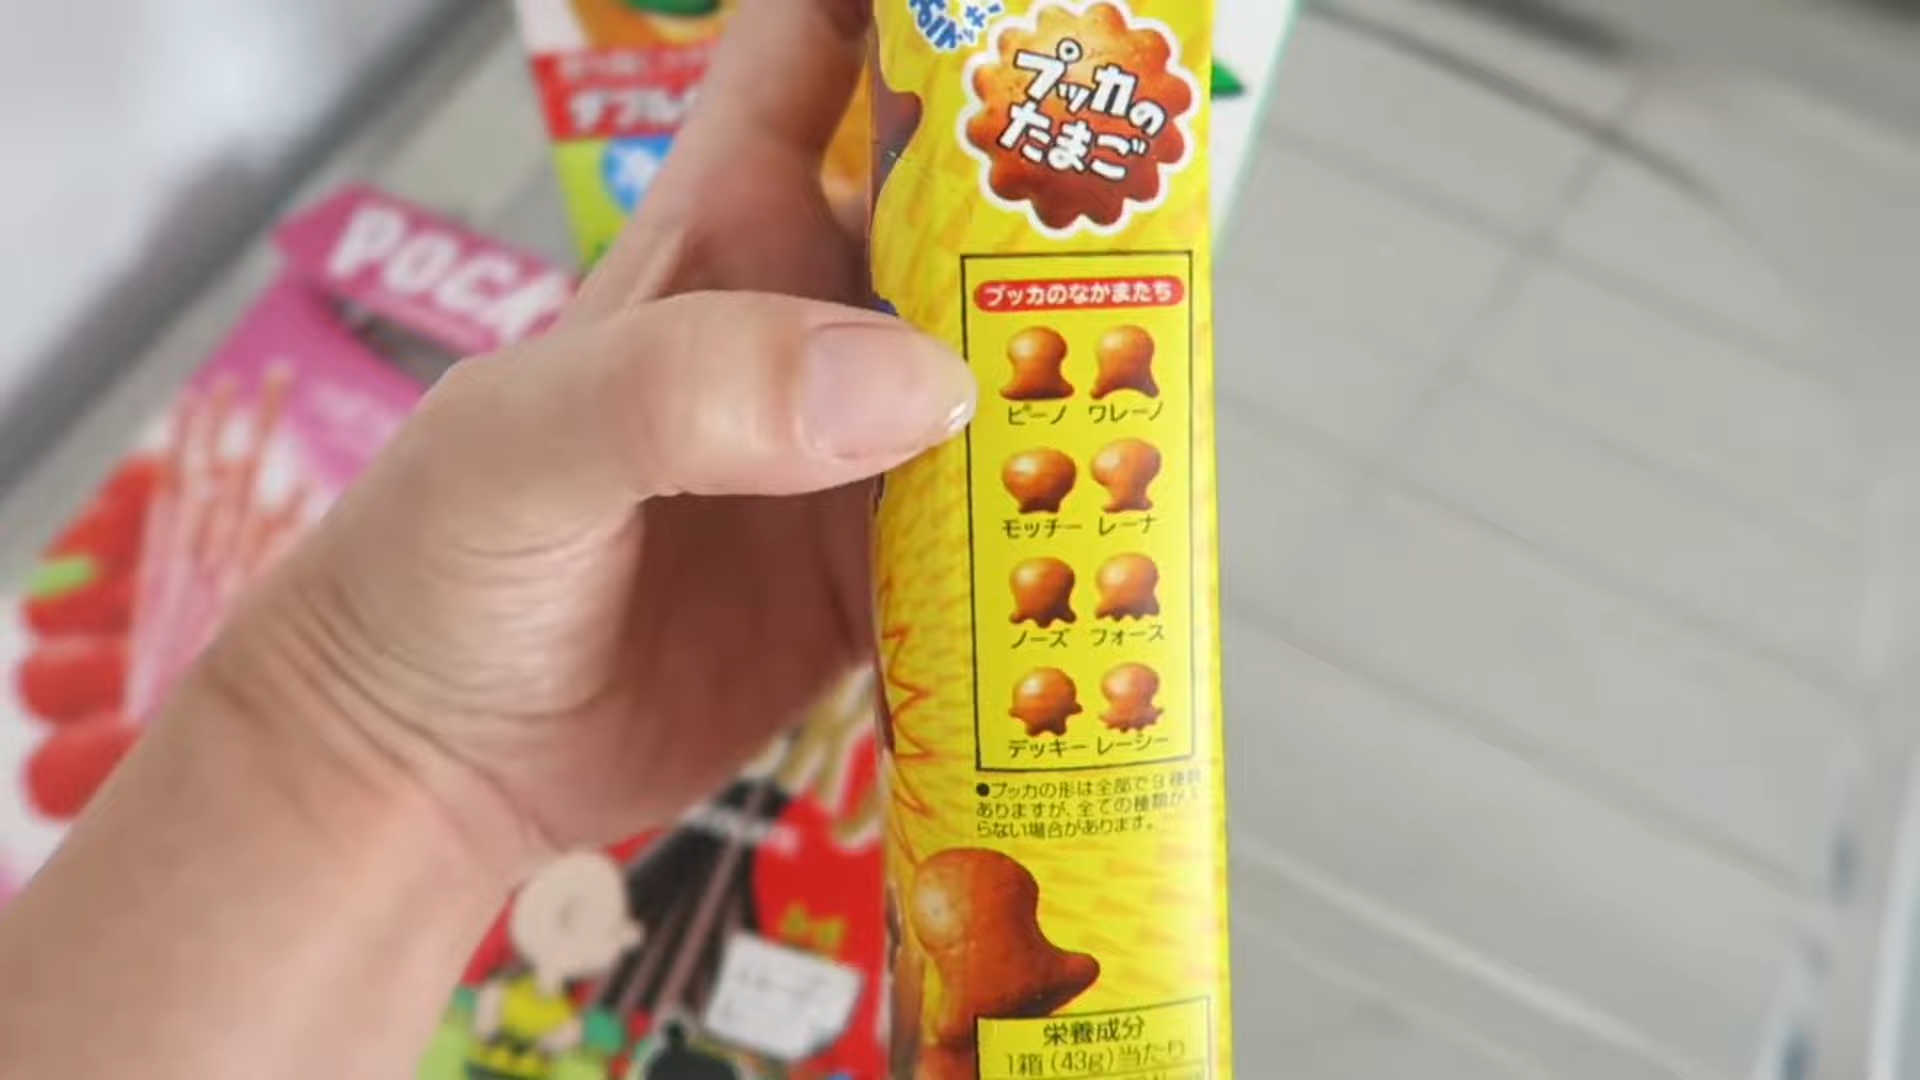 プッカの
たまご
ダブル
POCK
プッカのなかまたち
ピーノ ワレーノ
モッチー レーナ
ノーズ フォース
デッキー レーシー
●プッカの形は全部で9種類
ありますが、全ての種類が
らない場合があります。
栄養成分
1箱(43g)当たり